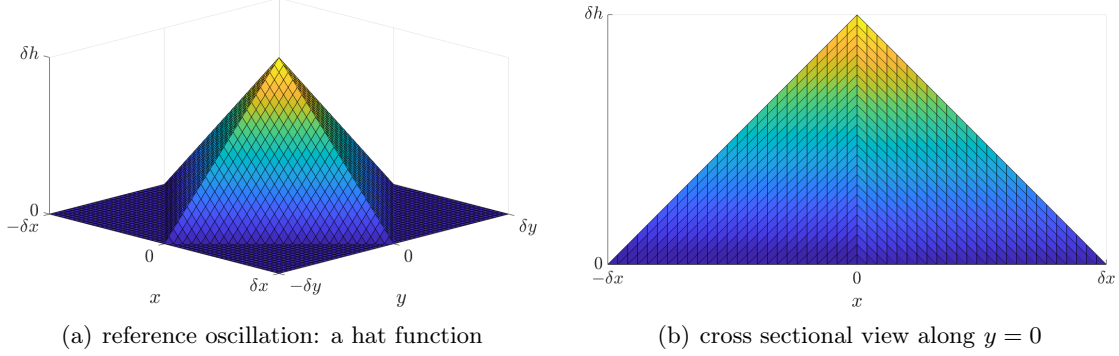 δh
0
−δx
0
δx
x
−δy
0
δy
y
(a) reference oscillation: a hat function
δh
0
−δx
0
δx
x
(b) cross sectional view along y = 0